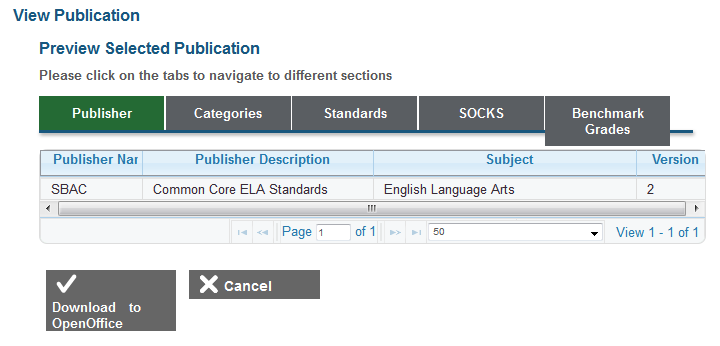 View Publication
Preview Selected Publication
Please click on the tabs to navigate to different sections
Publisher Categories Standards SOCKS Benchmark
Grades
Publisher Nar Publisher Description Subject Version
SBAC Common Core ELA Standards English Language Arts 2
Page 1 of 1 50 View 1 - 1 of 1
Download to
OpenOffice
Cancel